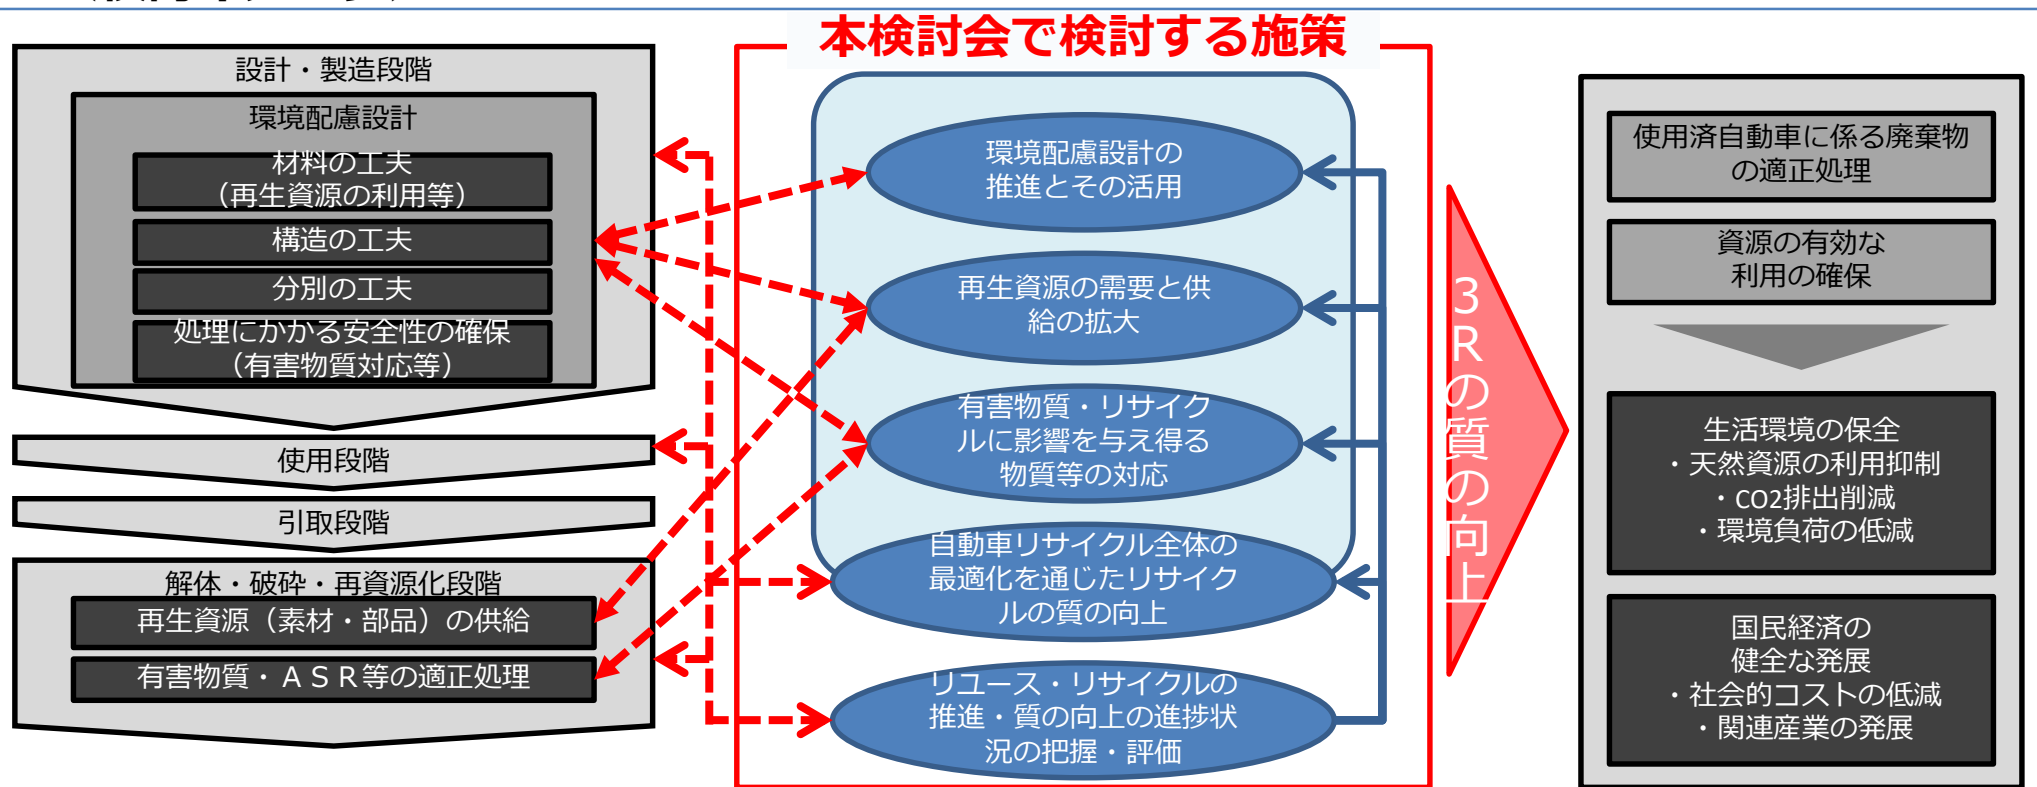 本検討会で検討する施策
設計・製造段階
環境配慮設計
材料の工夫
（再生資源の利用等）
構造の工夫
分別の工夫
処理にかかる安全性の確保
（有害物質対応等）
使用段階
引取段階
解体・破砕・再資源化段階
再生資源（素材・部品）の供給
有害物質・ＡＳＲ等の適正処理
環境配慮設計の
推進とその活用
再生資源の需要と供
給の拡大
有害物質・リサイク
ルに影響を与え得る
物質等の対応
自動車リサイクル全体の
最適化を通じたリサイク
ルの質の向上
リユース・リサイクルの
推進・質の向上の進捗状
況の把握・評価
３Ｒの質の向上
使用済自動車に係る廃棄物
の適正処理
資源の有効な
利用の確保
生活環境の保全
・天然資源の利用抑制
・CO2排出削減
・環境負荷の低減
国民経済の
健全な発展
・社会的コストの低減
・関連産業の発展